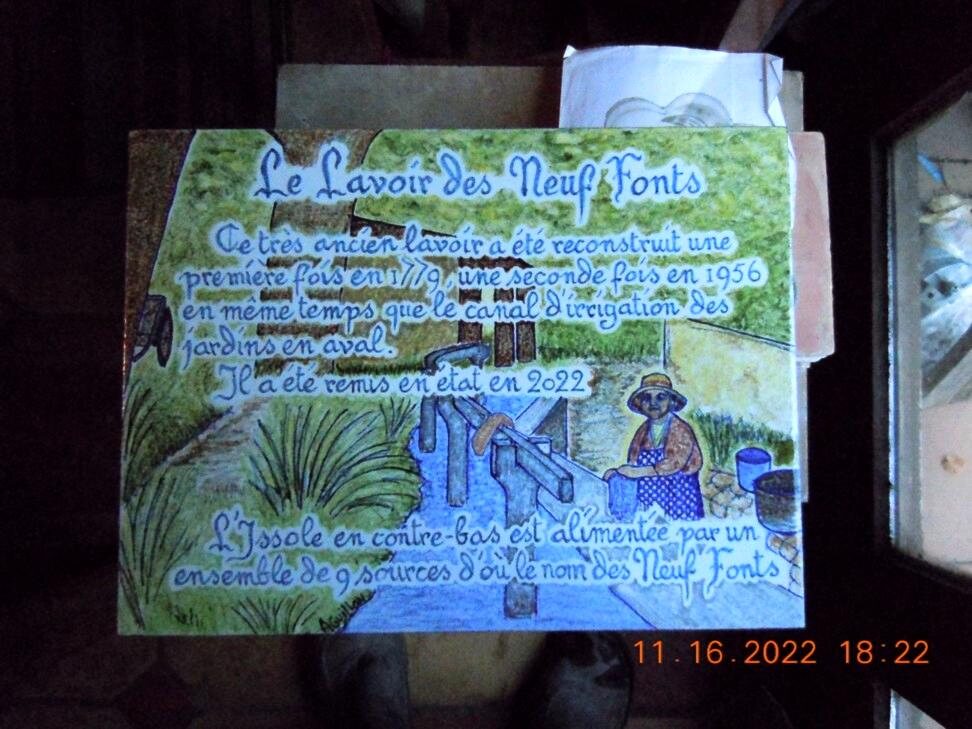 Le Lavoir des Neuf Fonts
Ce très ancien lavoir a été reconstruit une
première fois en 1779, une seconde fois en 1956
en même temps que le canal d'irrigation des
jardins en aval.
Il a été remis en état en 2022
L'Issole en contre-bas est alimentée par un
ensemble de 9 sources d'où le nom des Neuf Fonts
11.16.2022 18:22